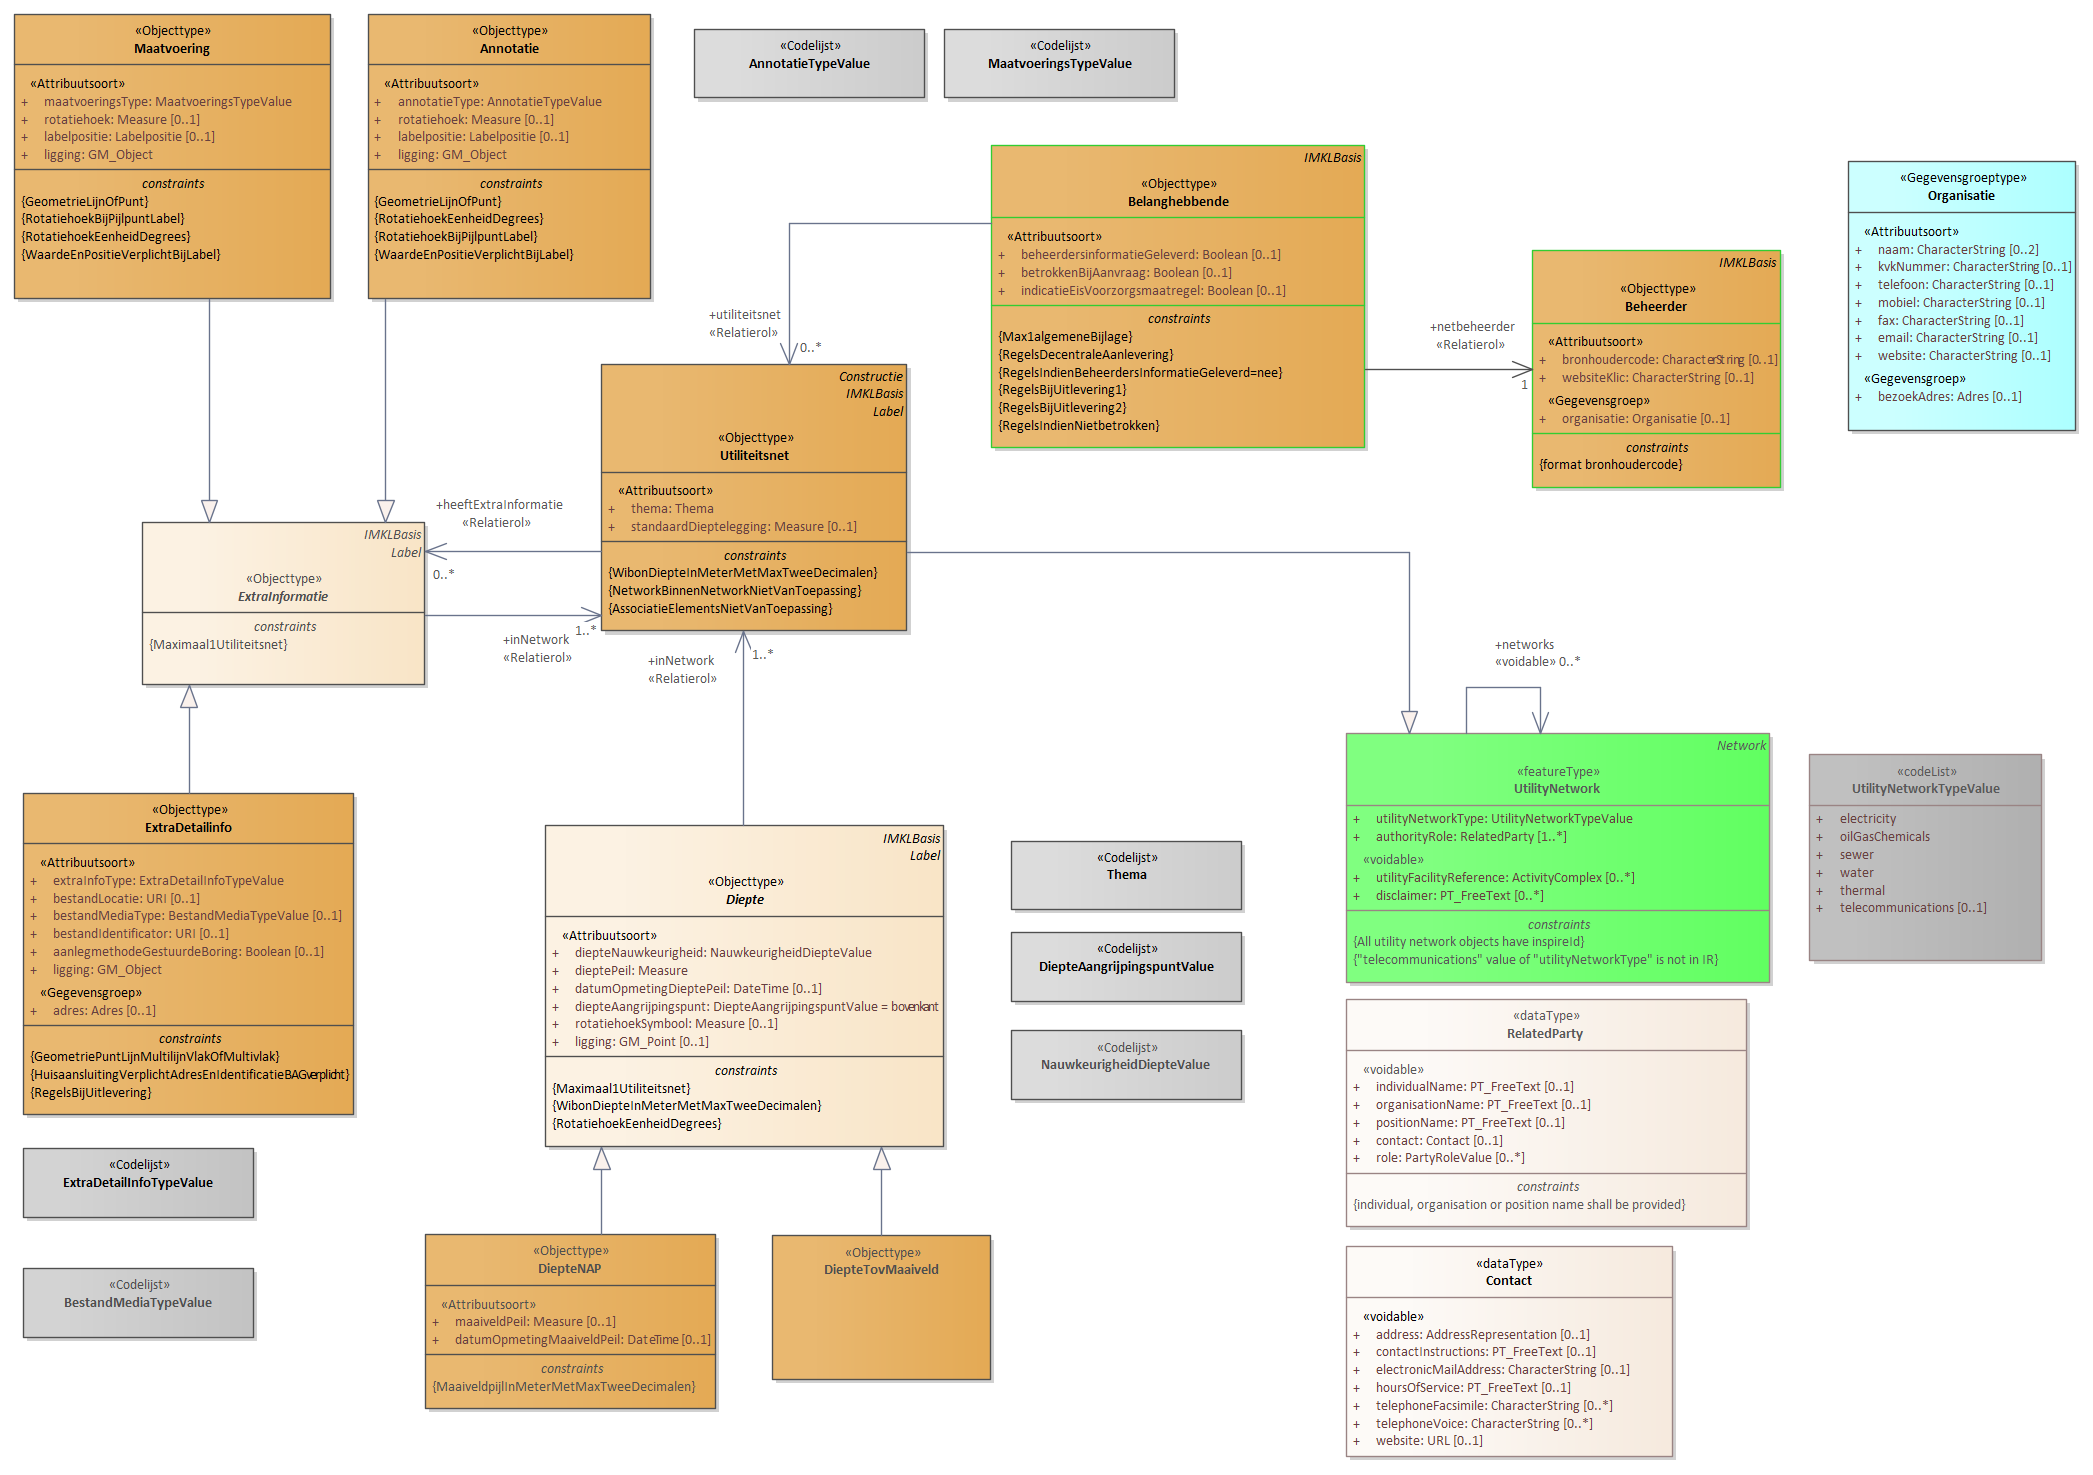 «Objecttype»
Maatvoering
«Attribuutsoort»
+ maatvoeringsType: MaatvoeringsTypeValue
+ rotatiehoek: Measure [0..1]
+ labelpositie: Labelpositie [0..1]
+ ligging: GM_Object
constraints
{GeometrieLijnOfPunt}
{RotatiehoekBijPijlpuntLabel}
{RotatiehoekEenheidDegrees}
{WaardeEnPositieVerplichtBijLabel}
«Objecttype»
Annotatie
«Attribuutsoort»
+ annotatieType: AnnotatieTypeValue
+ rotatiehoek: Measure [0..1]
+ labelpositie: Labelpositie [0..1]
+ ligging: GM_Object
constraints
{GeometrieLijnOfPunt}
{RotatiehoekEenheidDegrees}
{RotatiehoekBijPijlpuntLabel}
{WaardeEnPositieVerplichtBijLabel}
«Codelijst»
AnnotatieTypeValue
«Codelijst»
MaatvoeringsTypeValue
IMKLBasis
«Objecttype»
Belanghebbende
«Attribuutsoort»
+ beheerdersinformatieGeleverd: Boolean [0..1]
+ betrokkenBijAanvraag: Boolean [0..1]
+ indicatieEisVoorzorgsmaatregel: Boolean [0..1]
constraints
{Max1algemeneBijlage}
{RegelsDecentraleAanlevering}
{RegelsIndienBeheerdersInformatieGeleverd=nee}
{RegelsBijUitlevering1}
{RegelsBijUitlevering2}
{RegelsIndienNietbetrokken}
+netbeheerder
«Relatierol»
1
IMKLBasis
«Objecttype»
Beheerder
«Attribuutsoort»
+ bronhoudercode: CharacterString [0..1]
+ websiteKlic: CharacterString [0..1]
«Gegevensgroep»
+ organisatie: Organisatie [0..1]
constraints
{format bronhoudercode}
«Gegevensgroeptype»
Organisatie
«Attribuutsoort»
+ naam: CharacterString [0..2]
+ kvkNummer: CharacterString [0..1]
+ telefoon: CharacterString [0..1]
+ mobiel: CharacterString [0..1]
+ fax: CharacterString [0..1]
+ email: CharacterString [0..1]
+ website: CharacterString [0..1]
«Gegevensgroep»
+ bezoekAdres: Adres [0..1]
+utiliteitsnet
«Relatierol»
0..*
Constructie
IMKLBasis
Label
«Objecttype»
Utiliteitsnet
«Attribuutsoort»
+ thema: Thema
+ standaardDieptelegging: Measure [0..1]
constraints
{WibonDiepteInMeterMetMaxTweeDecimalen}
{NetworkBinnenNetworkNietVanToepassing}
{AssociatieElementsNietVanToepassing}
+heeftExtraInformatie
«Relatierol»
0..*
IMKLBasis
Label
«Objecttype»
ExtraInformatie
constraints
{Maximaal1Utiliteitsnet}
+inNetwork
«Relatierol»
1..*
+inNetwork
«Relatierol»
1..*
+networks
«voidable» 0..*
Network
«featureType»
UtilityNetwork
+ utilityNetworkType: UtilityNetworkTypeValue
+ authorityRole: RelatedParty [1..*]
«voidable»
+ utilityFacilityReference: ActivityComplex [0..*]
+ disclaimer: PT_FreeText [0..*]
constraints
{All utility network objects have inspireId}
{"telecommunications" value of "utilityNetworkType" is not in IR}
«codeList»
UtilityNetworkTypeValue
+ electricity
+ oilGasChemicals
+ sewer
+ water
+ thermal
+ telecommunications [0..1]
«Objecttype»
ExtraDetailinfo
«Attribuutsoort»
+ extraInfoType: ExtraDetailInfoTypeValue
+ bestandLocatie: URI [0..1]
+ bestandMediaType: BestandMediaTypeValue [0..1]
+ bestandIdentificator: URI [0..1]
+ aanlegmethodeGestuurdeBoring: Boolean [0..1]
+ ligging: GM_Object
«Gegevensgroep»
+ adres: Adres [0..1]
constraints
{GeometriePuntLijnMultilijnVlakOfMultivlak}
{HuisaansluitingVerplichtAdresEnIdentificatieBAGverplicht}
{RegelsBijUitlevering}
IMKLBasis
Label
«Objecttype»
Diepte
«Attribuutsoort»
+ diepteNauwkeurigheid: NauwkeurigheidDiepteValue
+ dieptePeil: Measure
+ datumOpmetingDieptePeil: DateTime [0..1]
+ diepteAangrijpingspunt: DiepteAangrijpingspuntValue = bovenkant
+ rotatiehoekSymbool: Measure [0..1]
+ ligging: GM_Point [0..1]
constraints
{Maximaal1Utiliteitsnet}
{WibonDiepteInMeterMetMaxTweeDecimalen}
{RotatiehoekEenheidDegrees}
«Codelijst»
Thema
«Codelijst»
DiepteAangrijpingspuntValue
«Codelijst»
NauwkeurigheidDiepteValue
«dataType»
RelatedParty
«voidable»
+ individualName: PT_FreeText [0..1]
+ organisationName: PT_FreeText [0..1]
+ positionName: PT_FreeText [0..1]
+ contact: Contact [0..1]
+ role: PartyRoleValue [0..*]
constraints
{individual, organisation or position name shall be provided}
«Codelijst»
ExtraDetailInfoTypeValue
«Codelijst»
BestandMediaTypeValue
«Objecttype»
DiepteNAP
«Attribuutsoort»
+ maaiveldPeil: Measure [0..1]
+ datumOpmetingMaaiveldPeil: DateTime [0..1]
constraints
{MaaiveldpijlInMeterMetMaxTweeDecimalen}
«Objecttype»
DiepteTovMaaiveld
«dataType»
Contact
«voidable»
+ address: AddressRepresentation [0..1]
+ contactInstructions: PT_FreeText [0..1]
+ electronicMailAddress: CharacterString [0..1]
+ hoursOfService: PT_FreeText [0..1]
+ telephoneFacsimile: CharacterString [0..*]
+ telephoneVoice: CharacterString [0..*]
+ website: URL [0..1]